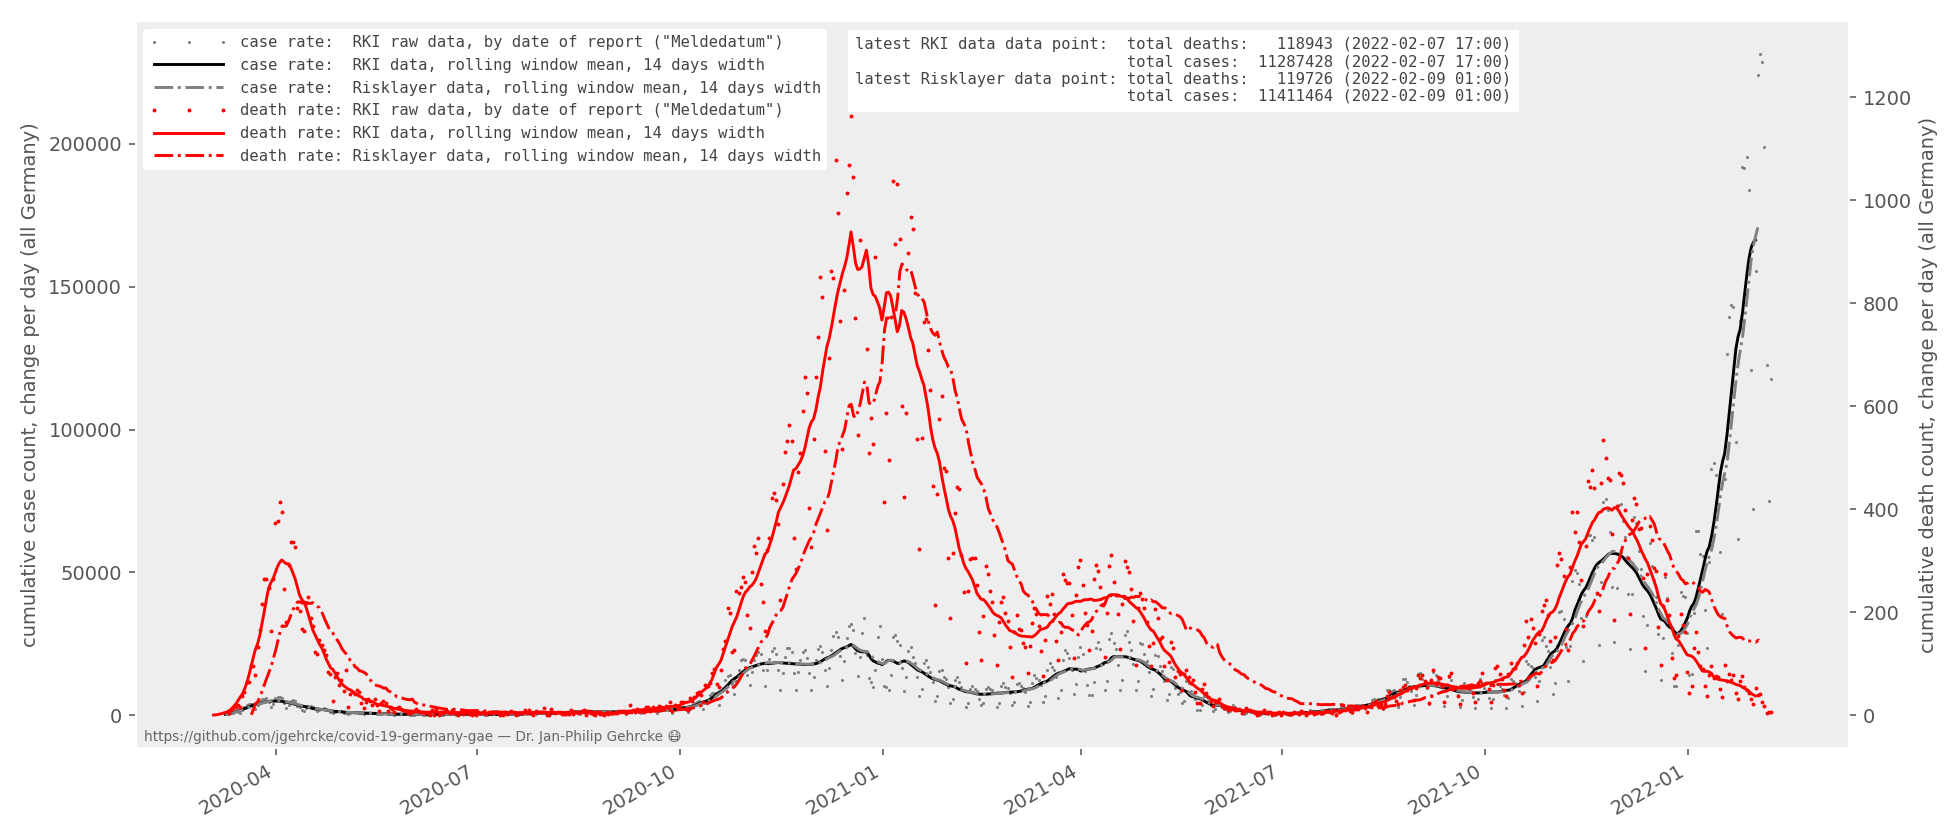 case rate:  RKI raw data, by date of report ("Meldedatum")
case rate:  RKI data, rolling window mean, 14 days width
case rate:  Risklayer data, rolling window mean, 14 days width
death rate: RKI raw data, by date of report ("Meldedatum")
death rate: RKI data, rolling window mean, 14 days width
death rate: Risklayer data, rolling window mean, 14 days width
latest RKI data data point:  total deaths:   118943 (2022-02-07 17:00)
total cases:  11287428 (2022-02-07 17:00)
latest Risklayer data point: total deaths:   119726 (2022-02-09 01:00)
total cases:  11411464 (2022-02-09 01:00)
cumulative case count, change per day (all Germany)
200000
150000
100000
50000
0
1200
1000
800
600
400
200
0
cumulative death count, change per day (all Germany)
https://github.com/jgehrcke/covid-19-germany-gae — Dr. Jan-Philip Gehrcke 😷
2020-04
2020-07
2020-10
2021-01
2021-04
2021-07
2021-10
2022-01